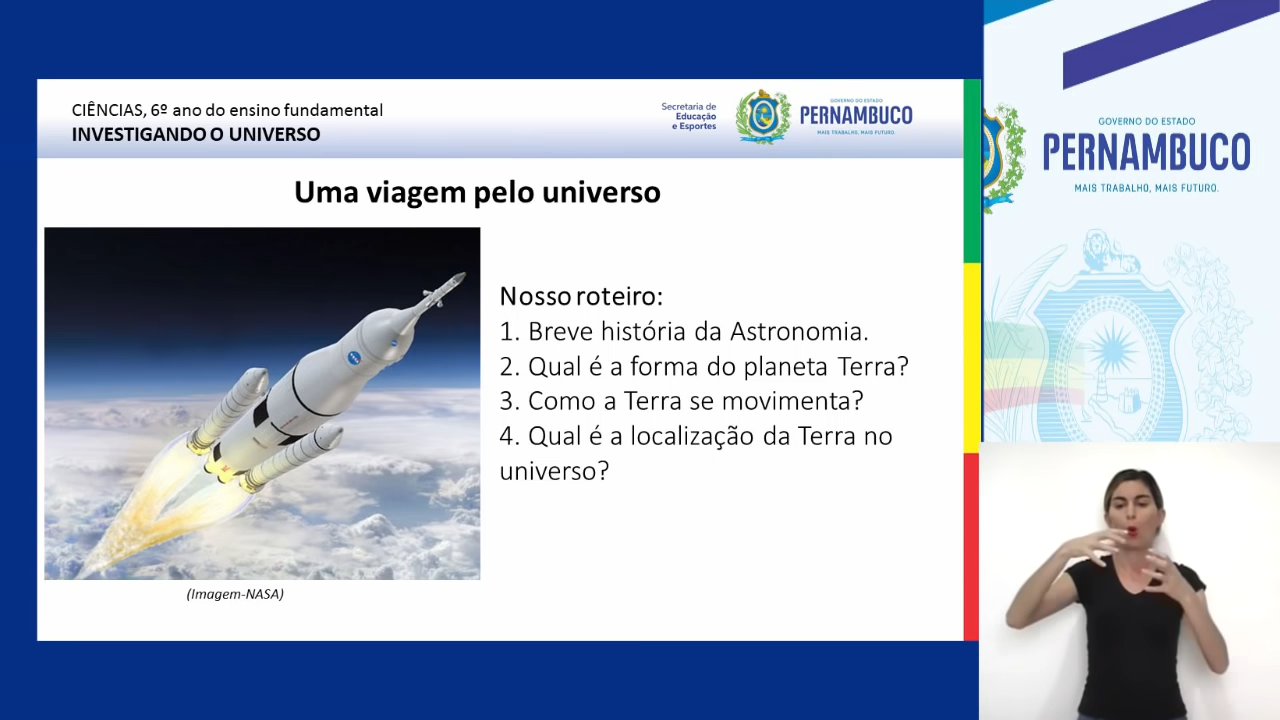 CIÊNCIAS, 6º ano do ensino fundamental
INVESTIGANDO O UNIVERSO
Secretaria de
Educação
e Esportes
GOVERNO DO ESTADO
PERNAMBUCO
MAIS TRABALHO, MAIS FUTURO.
Uma viagem pelo universo
Nosso roteiro:
1. Breve história da Astronomia.
2. Qual é a forma do planeta Terra?
3. Como a Terra se movimenta?
4. Qual é a localização da Terra no
universo?
NASA
(Imagem-NASA)
GOVERNO DO ESTADO
PERNAMBUCO
MAIS TRABALHO, MAIS FUTURO.